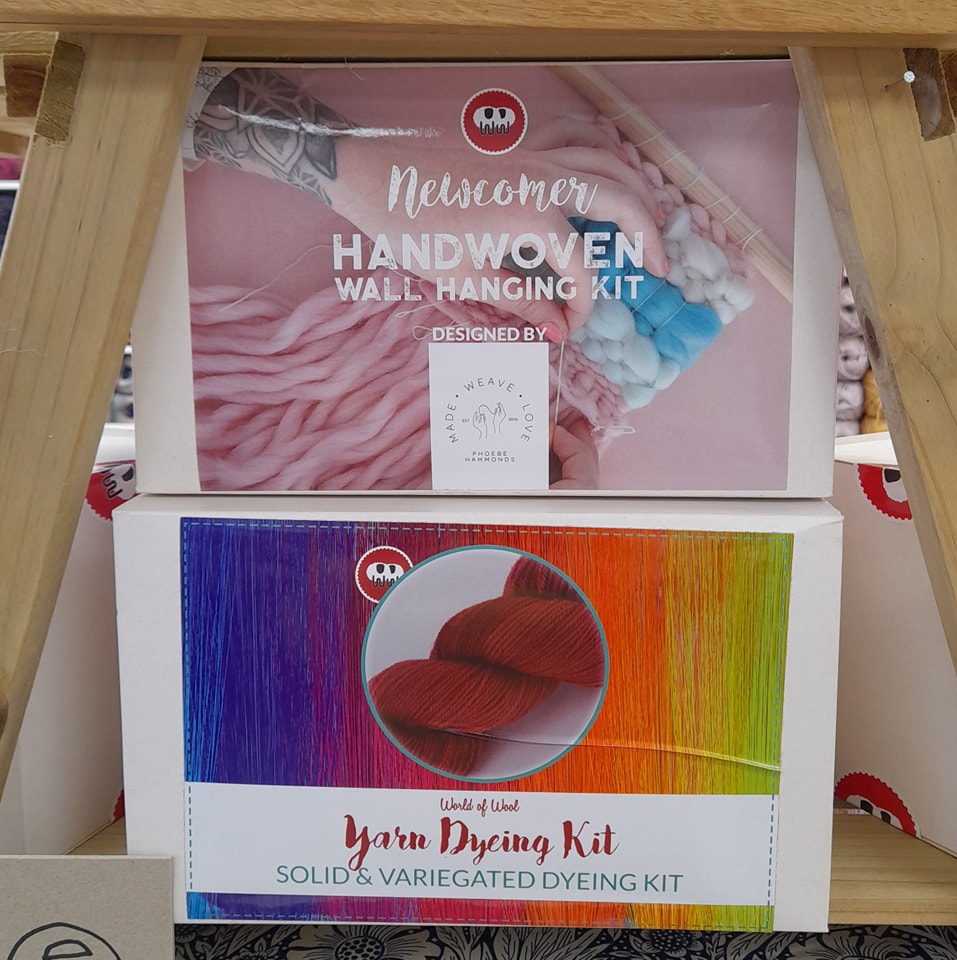 Newcomer
HANDWOVEN
WALL HANGING KIT
DESIGNED BY
MADE · WEAVE · LOVE
EST 2016
PHOEBE
HAMMONDS
World of Wool
Yarn Dyeing Kit
SOLID & VARIEGATED DYEING KIT